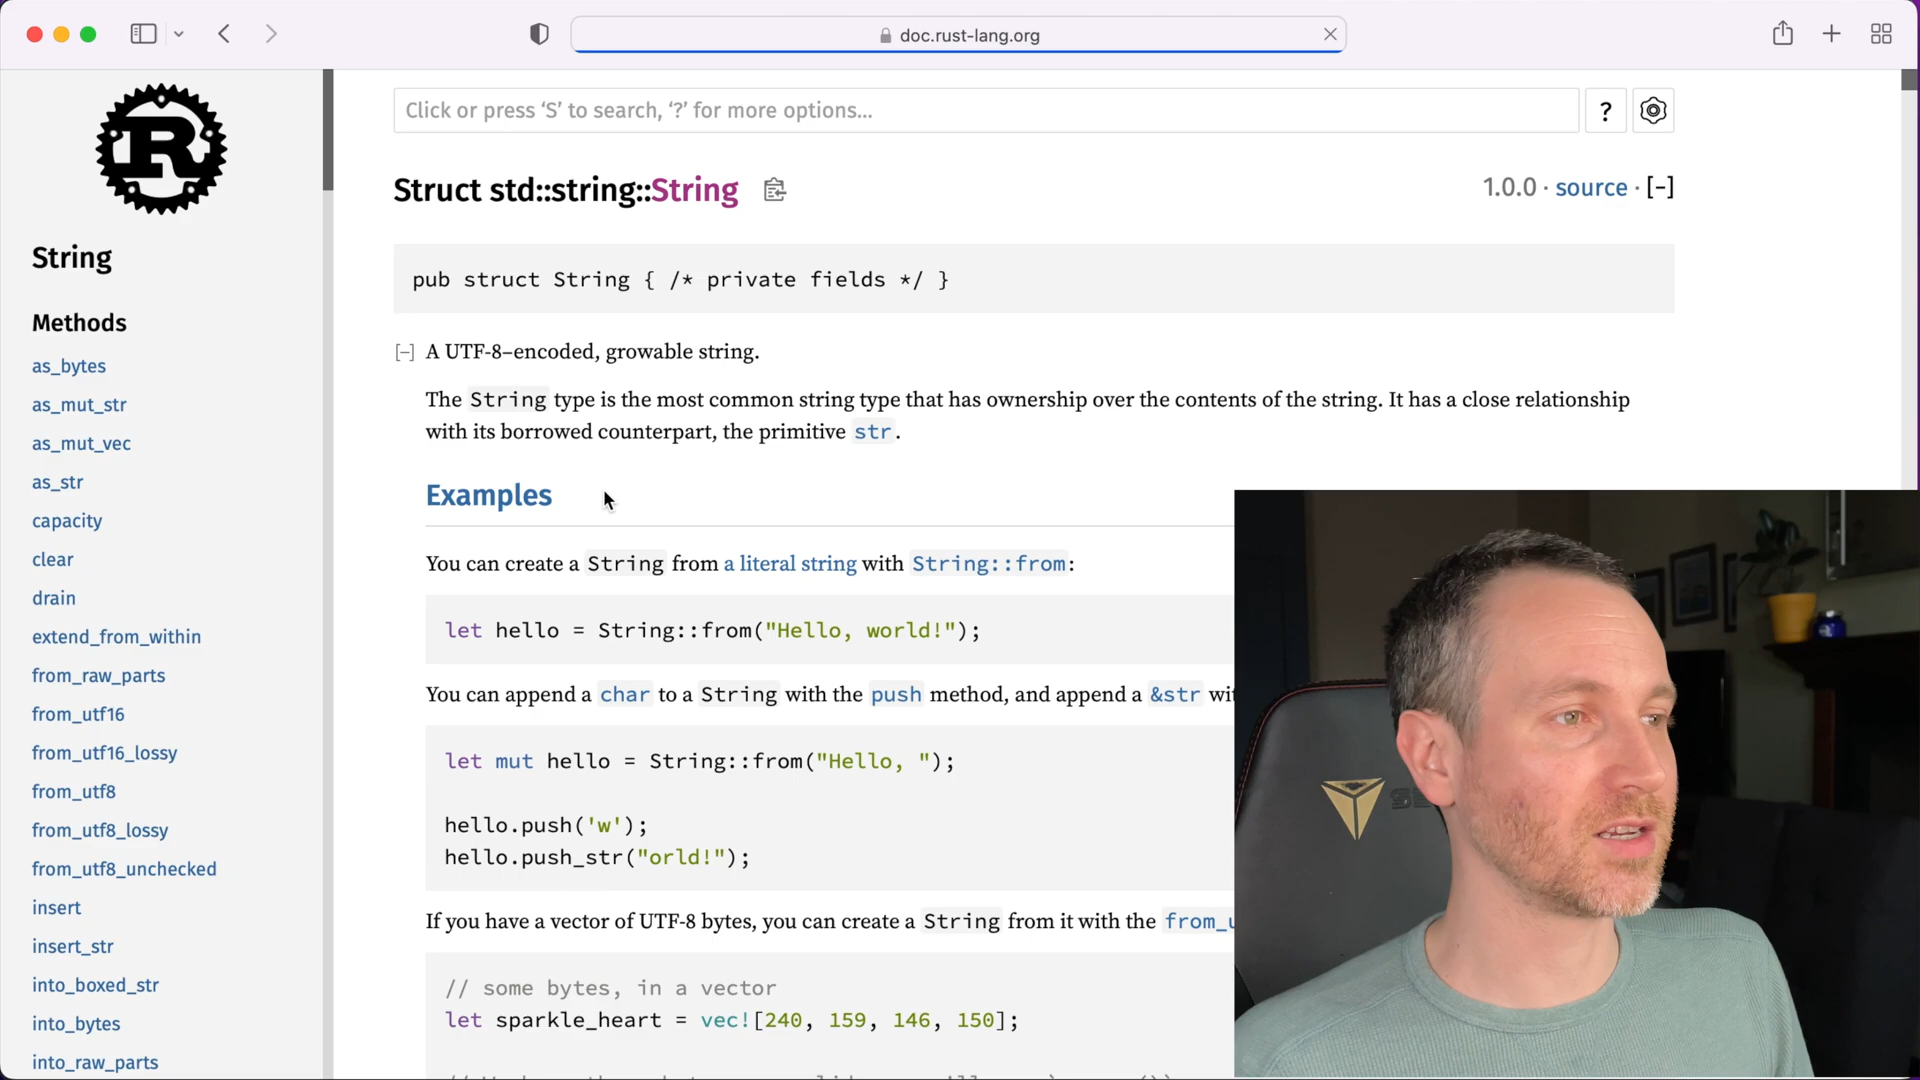 doc.rust-lang.org
Click or press ‘S’ to search, ‘?’ for more options...
?
R
String
Methods
as_bytes
as_mut_str
as_mut_vec
as_str
capacity
clear
drain
extend_from_within
from_raw_parts
from_utf16
from_utf16_lossy
from_utf8
from_utf8_lossy
from_utf8_unchecked
insert
insert_str
into_boxed_str
into_bytes
into_raw_parts
Struct std::string::String
1.0.0 · source · [-]
pub struct String { /* private fields */ }
[-] A UTF-8–encoded, growable string.
The String type is the most common string type that has ownership over the contents of the string. It has a close relationship
with its borrowed counterpart, the primitive str.
Examples
You can create a String from a literal string with String::from:
let hello = String::from("Hello, world!");
You can append a char to a String with the push method, and append a &str wit
let mut hello = String::from("Hello, ");
hello.push('w');
hello.push_str("orld!");
If you have a vector of UTF-8 bytes, you can create a String from it with the from_u
// some bytes, in a vector
let sparkle_heart = vec![240, 159, 146, 150];